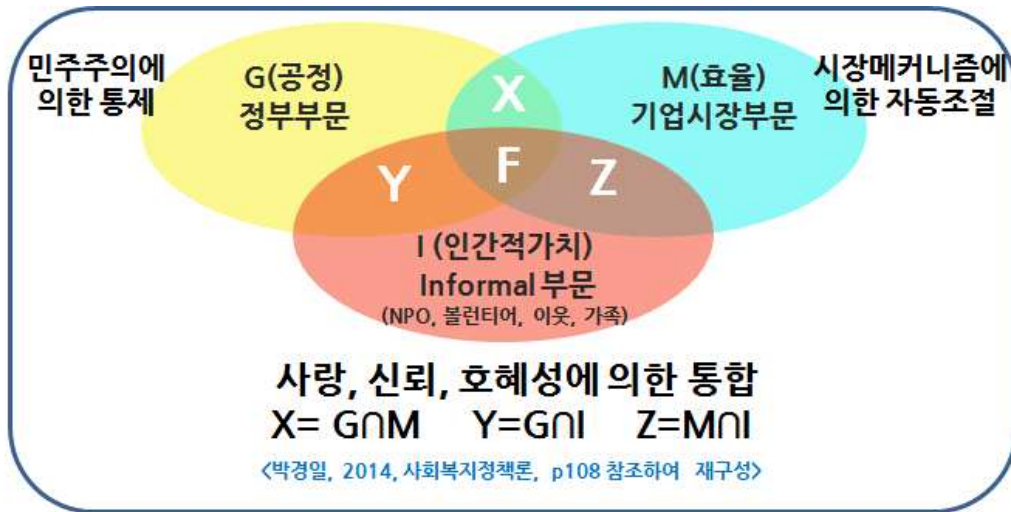 민주주의에
의한 통제
G(공정)
정부부문
X
M(효율)
기업시장부문
시장메커니즘에
의한 자동조절
Y
F
Z
I (인간적가치)
Informal 부문
(NPO, 볼런티어, 이웃, 가족)
사랑, 신뢰, 호혜성에 의한 통합
X= G∩M Y=G∩I Z=M∩I
<박경일, 2014, 사회복지정책론, p108 참조하여 재구성>